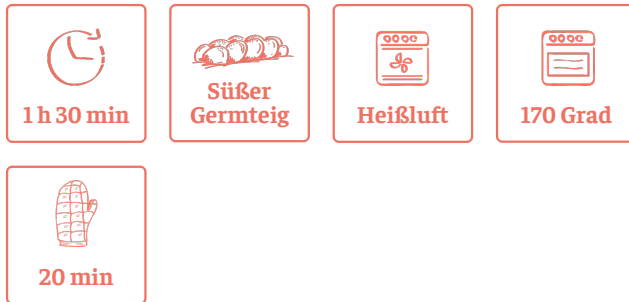 1 h 30 min
Süßer
Germteig
Heißluft
170 Grad
20 min